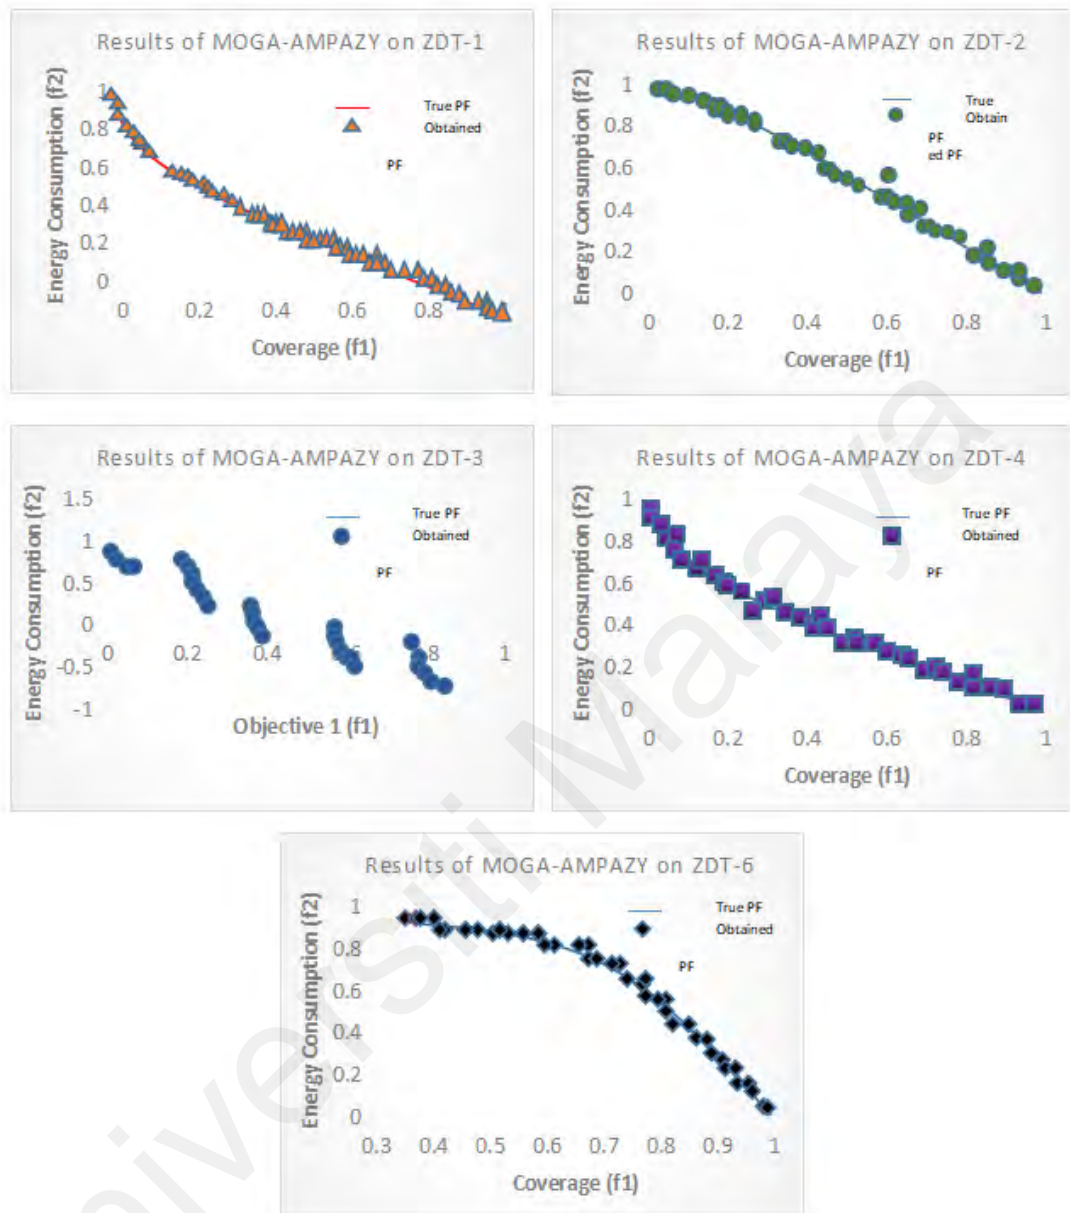 Results of MOGA-AMPAZY on ZDT-1
Energy Consumption (f2)
1
0.8
0.6
0.4
0.2
0
True PF
Obtained
PF
0 0.2 0.4 0.6 0.8
Coverage (f1)
Results of MOGA-AMPAZY on ZDT-2
Energy Consumption (f2)
1
0.8
0.6
0.4
0.2
0
True
Obtain
PF
ed PF
0 0.2 0.4 0.6 0.8 1
Coverage (f1)
Results of MOGA-AMPAZY on ZDT-3
Energy Consumption (f2)
1.5
1
0.5
0
-0.5
-1
True PF
Obtained
PF
0 0.2 0.4 0.6 0.8 1
Objective 1 (f1)
Results of MOGA-AMPAZY on ZDT-4
Energy Consumption (f2)
1
0.8
0.6
0.4
0.2
0
True PF
Obtained
PF
0 0.2 0.4 0.6 0.8 1
Coverage (f1)
Results of MOGA-AMPAZY on ZDT-6
Energy Consumption (f2)
1
0.8
0.6
0.4
0.2
0
True PF
Obtained
PF
0.3 0.4 0.5 0.6 0.7 0.8 0.9 1
Coverage (f1)
iversiti Malaya